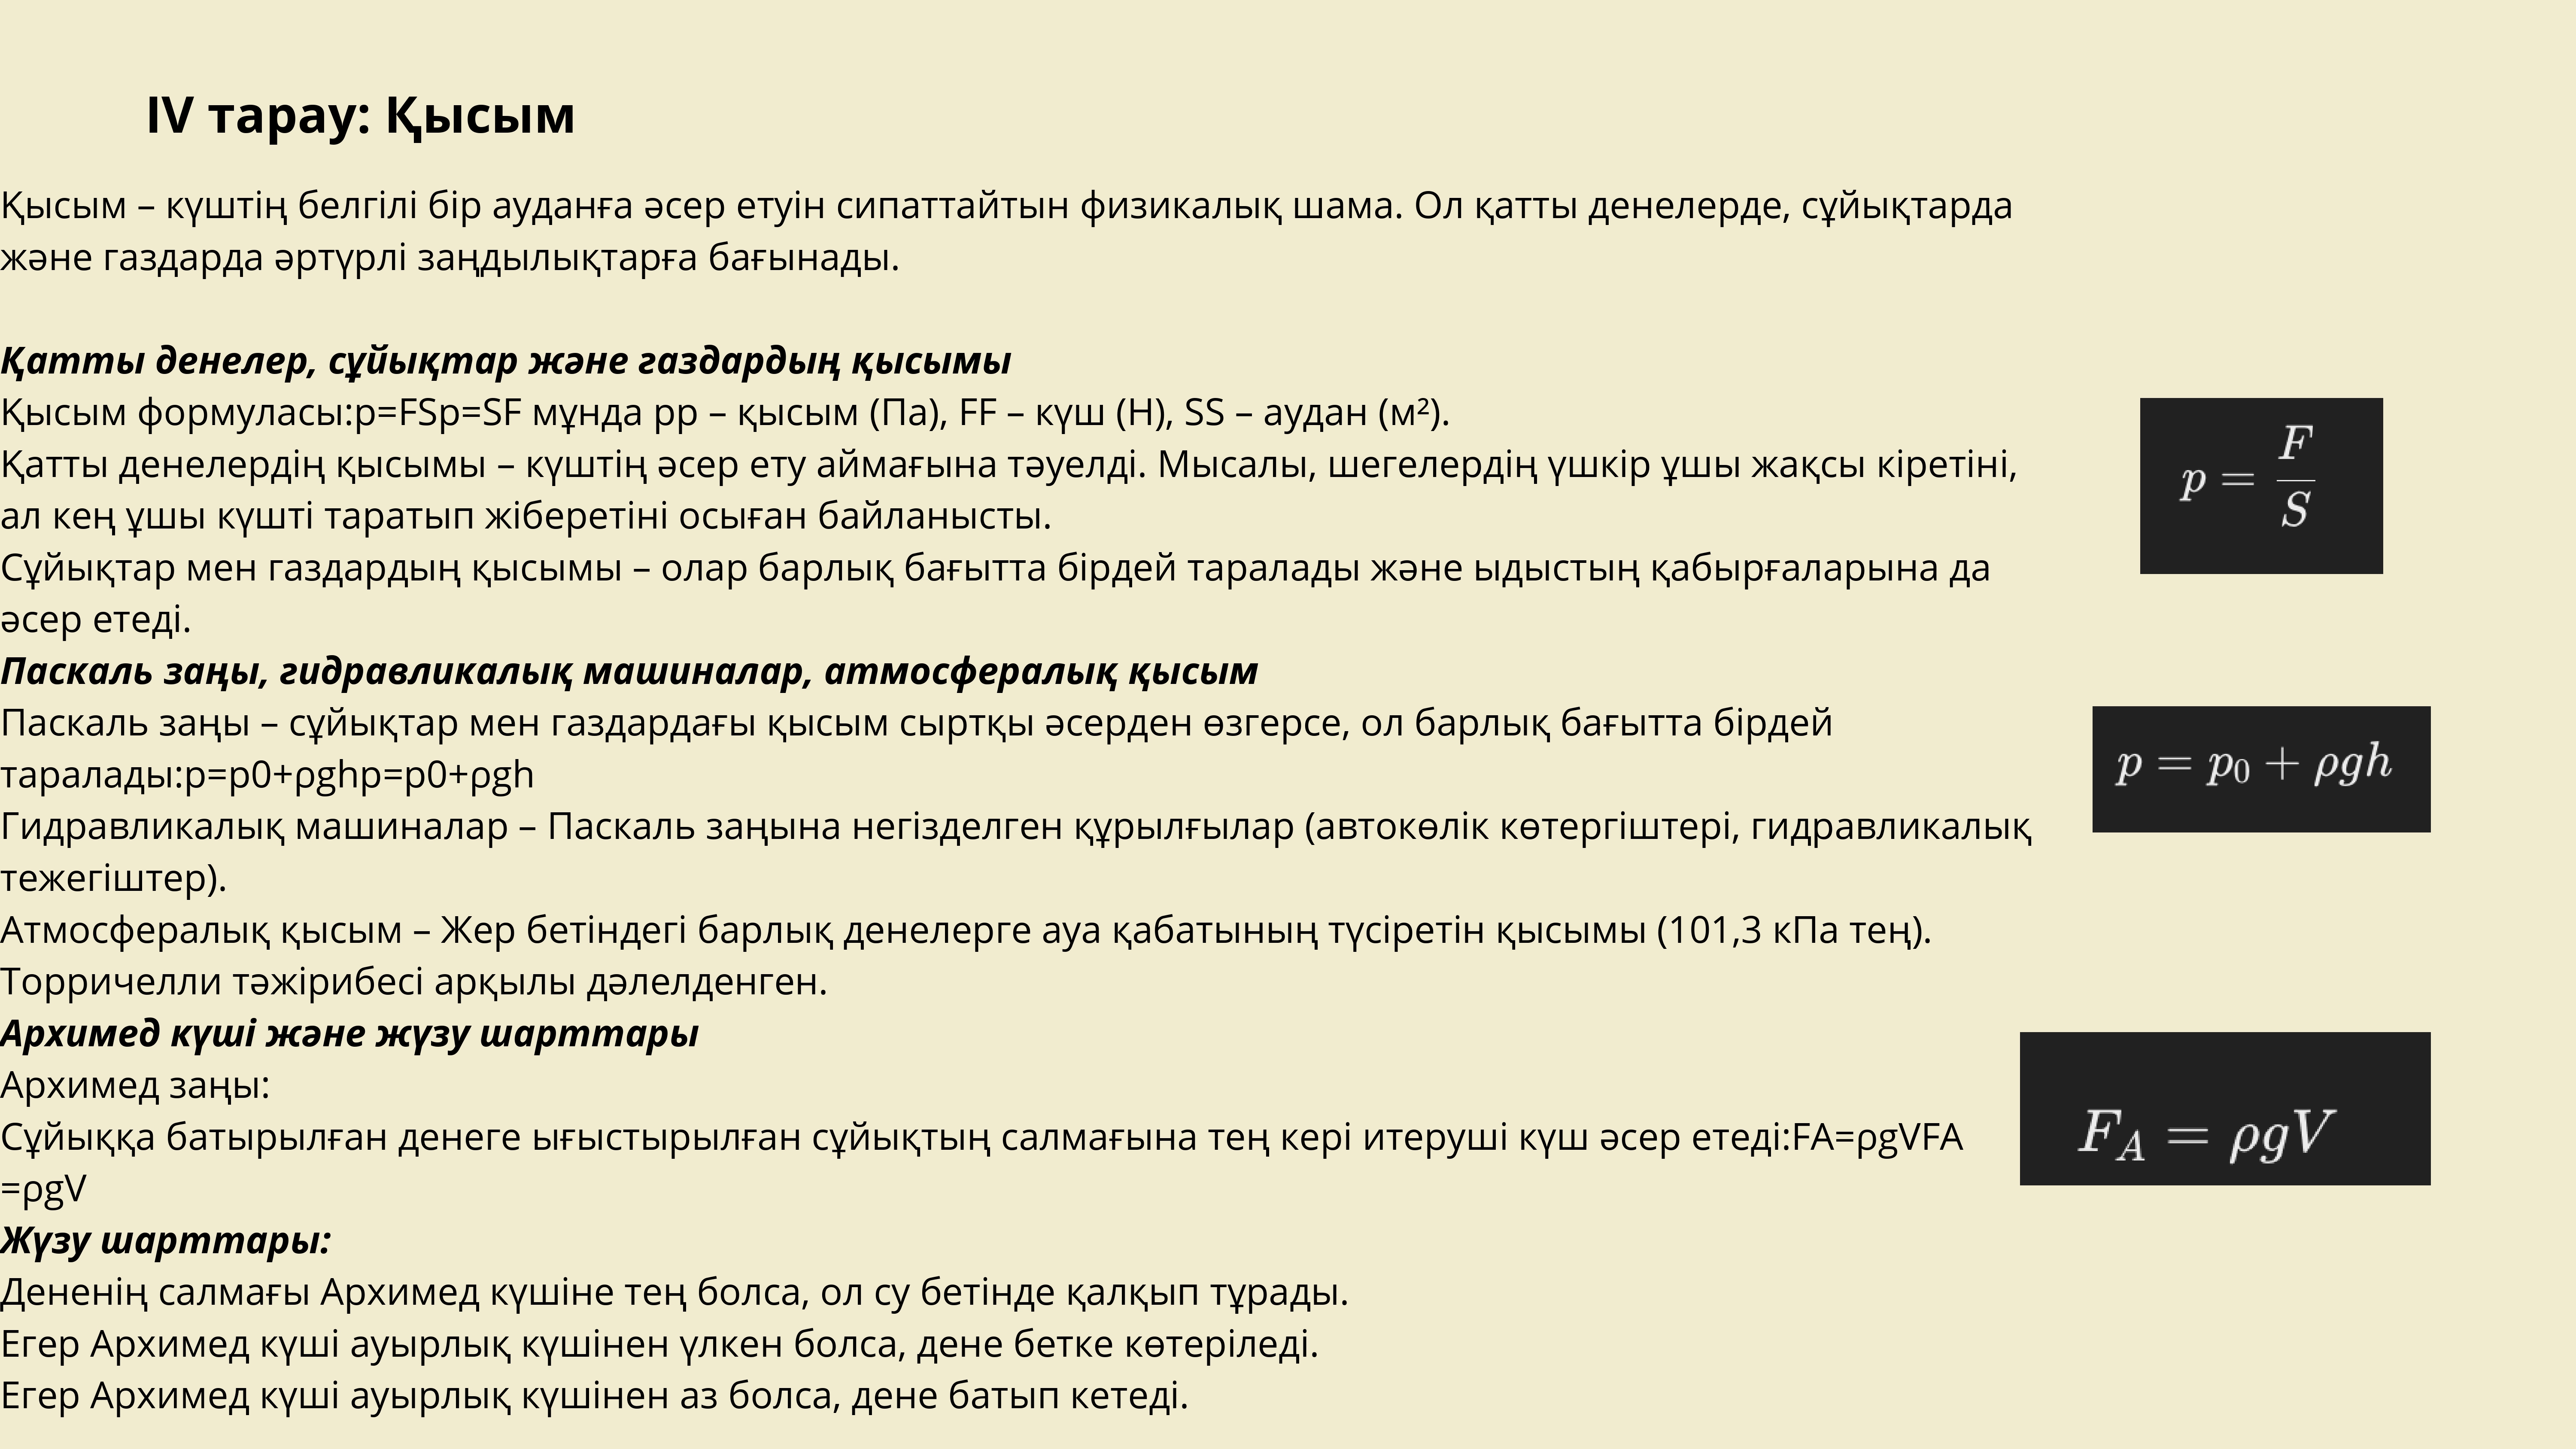 IV тарау: Қысым
Қысым – күштің белгілі бір ауданға әсер етуін сипаттайтын физикалық шама. Ол қатты денелерде, сұйықтарда
және газдарда әртүрлі заңдылықтарға бағынады.
Қатты денелер, сұйықтар және газдардың қысымы
Қысым формуласы:p=FSp=SF мұнда pp – қысым (Па), FF – күш (Н), SS – аудан (м²).
Қатты денелердің қысымы – күштің әсер ету аймағына тәуелді. Мысалы, шегелердің үшкір ұшы жақсы кіретіні,
ал кең ұшы күшті таратып жіберетіні осыған байланысты.
p = F/S
Сұйықтар мен газдардың қысымы – олар барлық бағытта бірдей таралады және ыдыстың қабырғаларына да
әсер етеді.
Паскаль заңы, гидравликалық машиналар, атмосфералық қысым
Паскаль заңы – сұйықтар мен газдардағы қысым сыртқы әсерден өзгерсе, ол барлық бағытта бірдей
таралады:p=p0+ρghp=p0+ρgh
p = p₀ + ρgh
Гидравликалық машиналар – Паскаль заңына негізделген құрылғылар (автокөлік көтергіштері, гидравликалық
тежегіштер).
Атмосфералық қысым – Жер бетіндегі барлық денелерге ауа қабатының түсіретін қысымы (101,3 кПа тең).
Торричелли тәжірибесі арқылы дәлелденген.
Архимед күші және жүзу шарттары
Архимед заңы:
Сұйыққа батырылған денеге ығыстырылған сұйықтың салмағына тең кері итеруші күш әсер етеді:FA=ρgVFA
=ρgV
F_A = ρgV
Жүзу шарттары:
Дененің салмағы Архимед күшіне тең болса, ол су бетінде қалқып тұрады.
Егер Архимед күші ауырлық күшінен үлкен болса, дене бетке көтеріледі.
Егер Архимед күші ауырлық күшінен аз болса, дене батып кетеді.